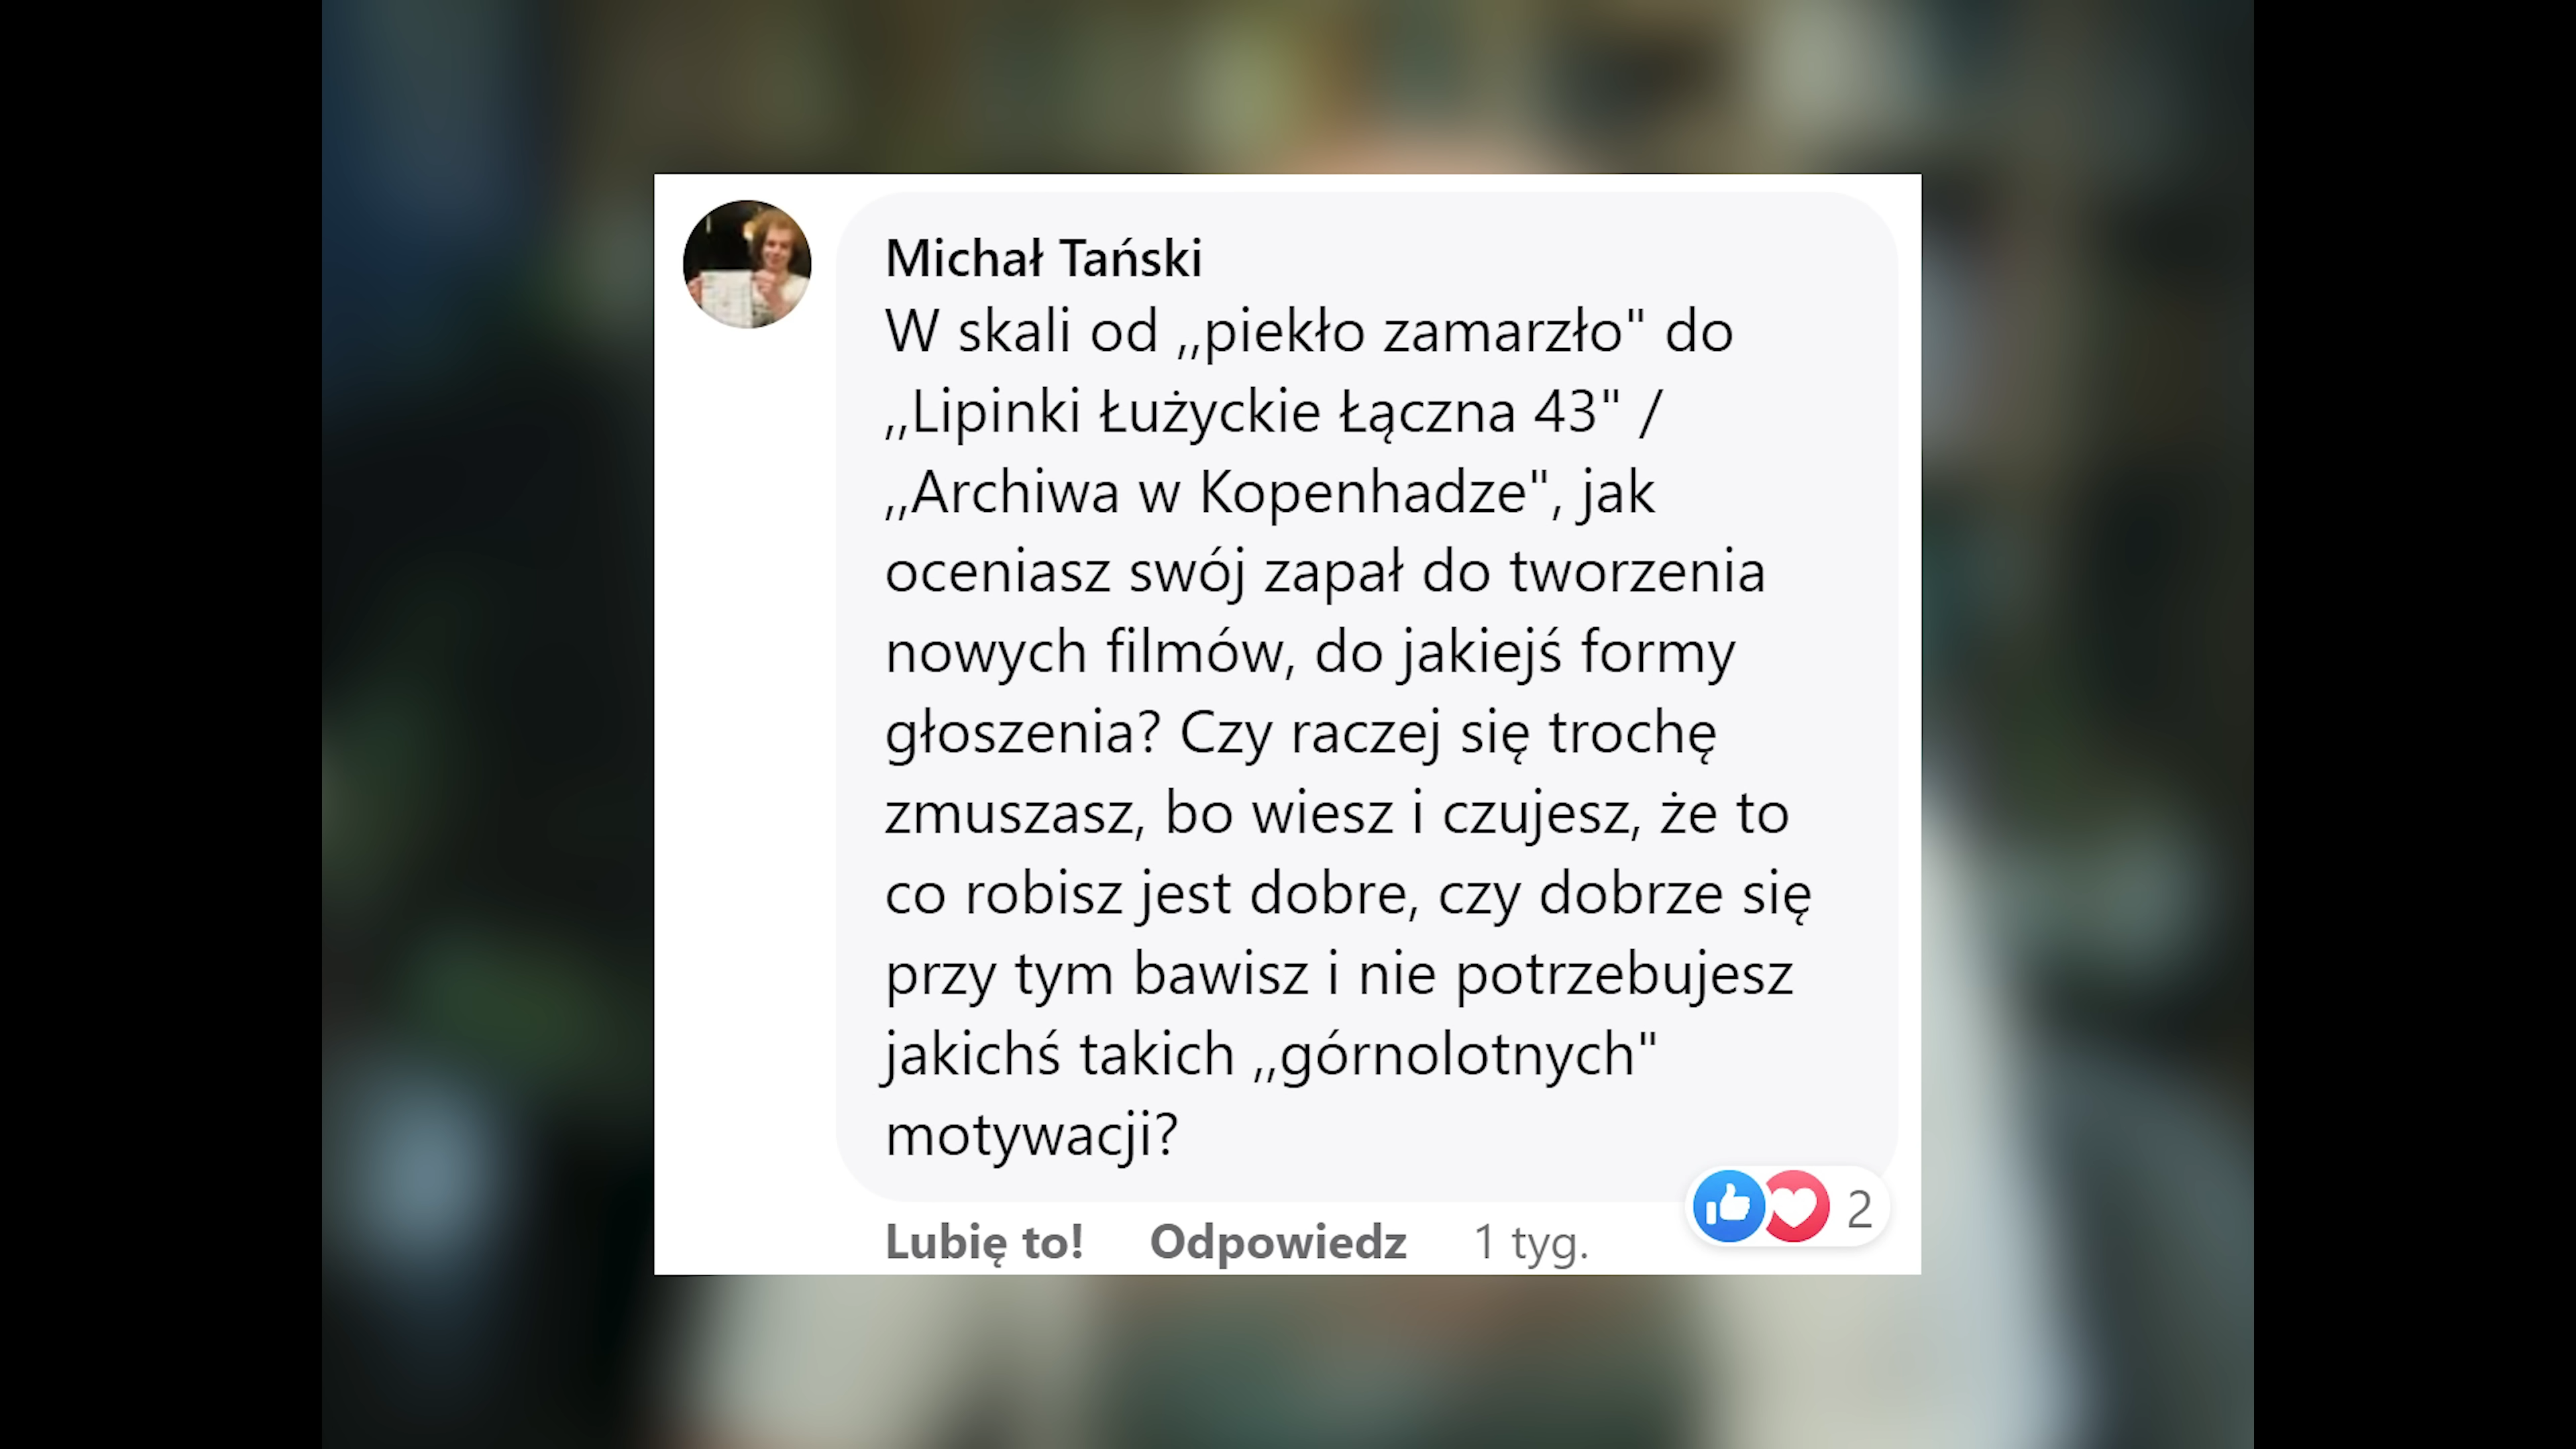 Michał Tański
W skali od ,,piekło zamarzło" do
,,Lipinki Łużyckie Łączna 43" /
,,Archiwa w Kopenhadze", jak
oceniasz swój zapał do tworzenia
nowych filmów, do jakiejś formy
głoszenia? Czy raczej się trochę
zmuszasz, bo wiesz i czujesz, że to
co robisz jest dobre, czy dobrze się
przy tym bawisz i nie potrzebujesz
jakichś takich ,,górnolotnych"
motywacji?
2
Lubię to! Odpowiedz 1 tyg.